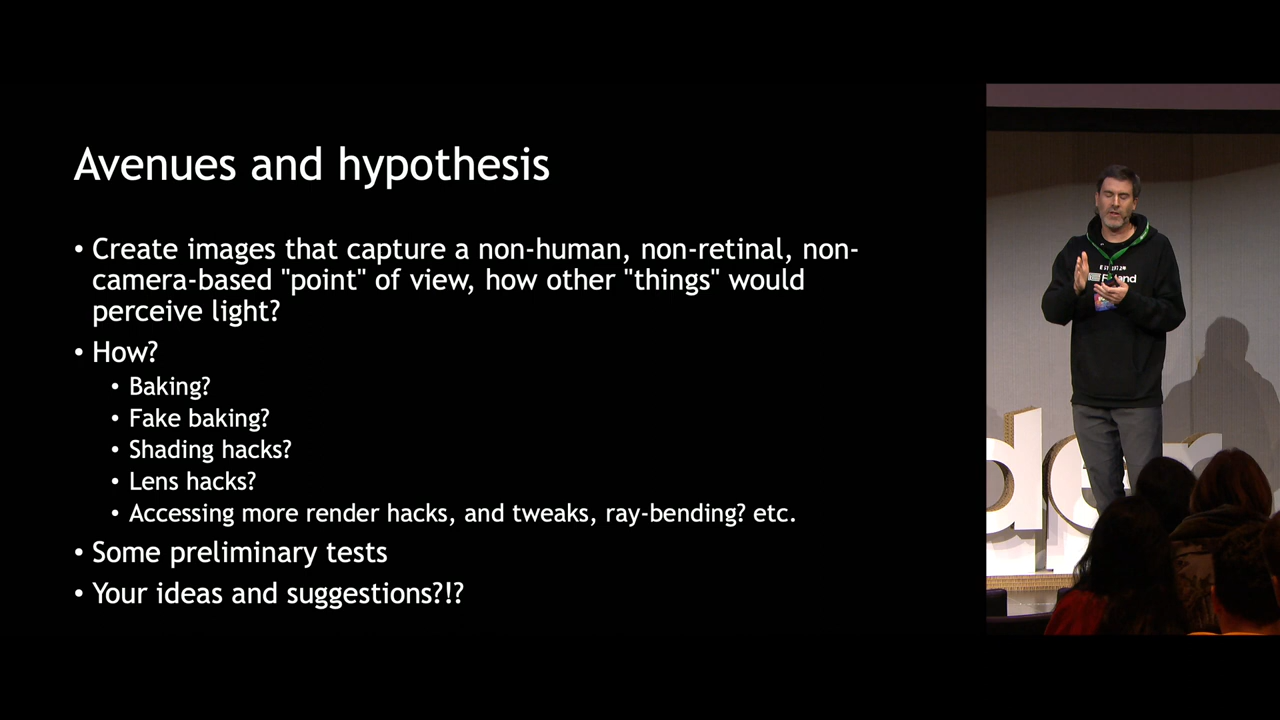 Avenues and hypothesis
• Create images that capture a non-human, non-retinal, non-
camera-based "point" of view, how other "things" would
perceive light?
• How?
• Baking?
• Fake baking?
• Shading hacks?
• Lens hacks?
• Accessing more render hacks, and tweaks, ray-bending? etc.
• Some preliminary tests
• Your ideas and suggestions?!?
de